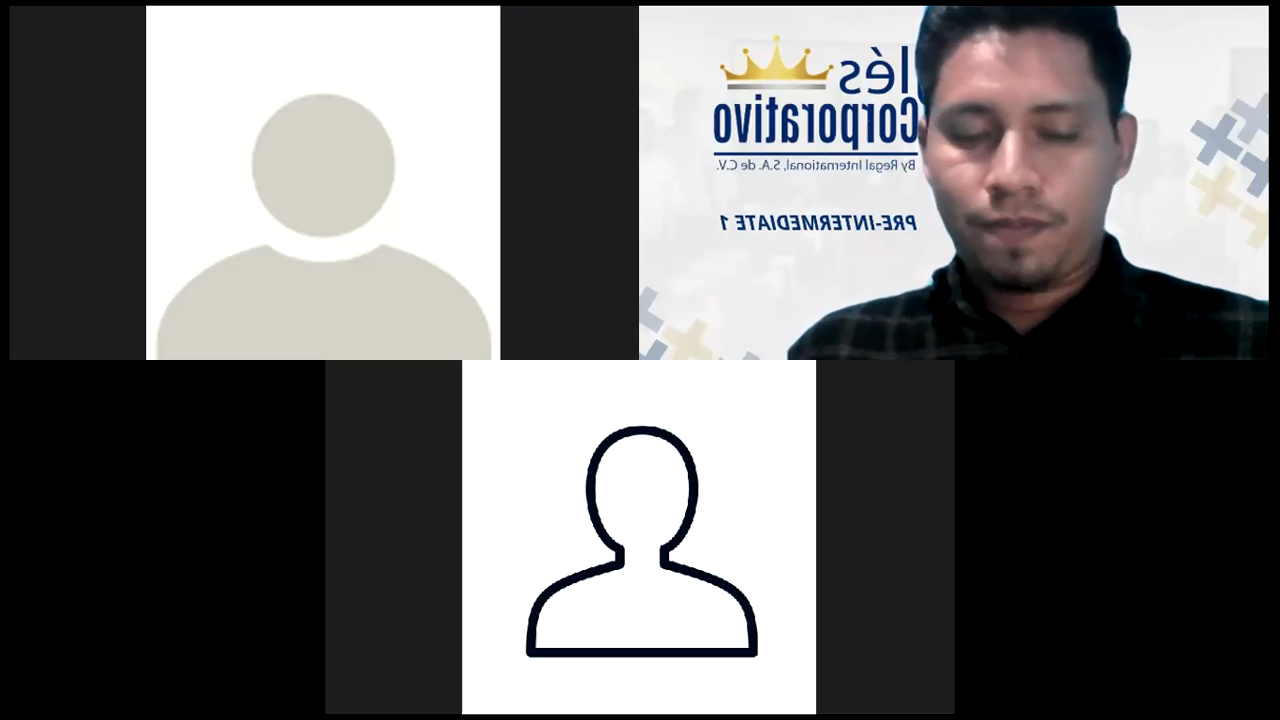 lés
Corporativo
By Regal International, S.A. de C.V.
PRE-INTERMEDIATE 1